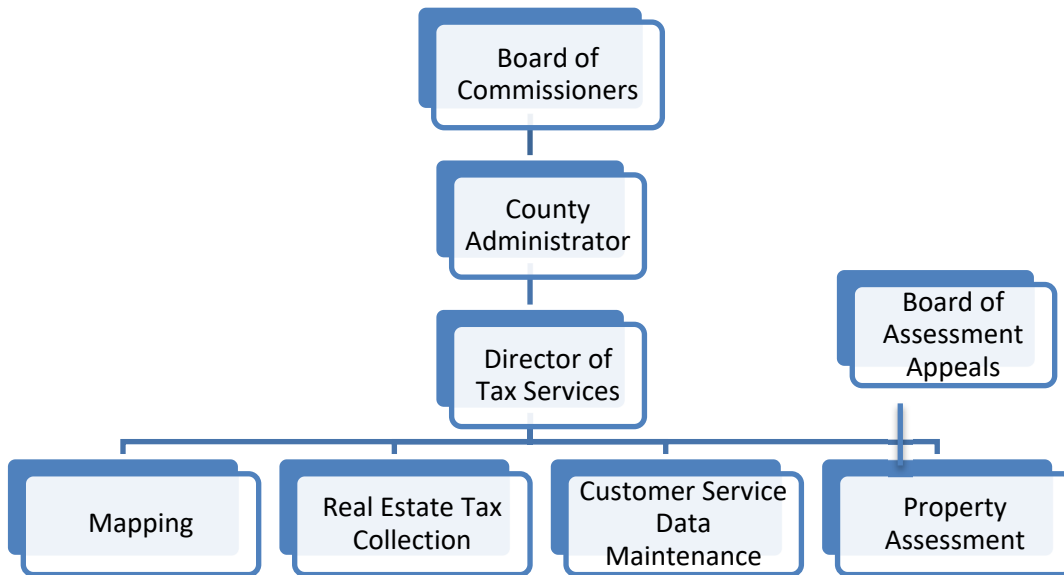 Board of
Commissioners
County
Administrator
Board of
Assessment
Appeals
Director of
Tax Services
Mapping
Real Estate Tax
Collection
Customer Service
Data
Maintenance
Property
Assessment